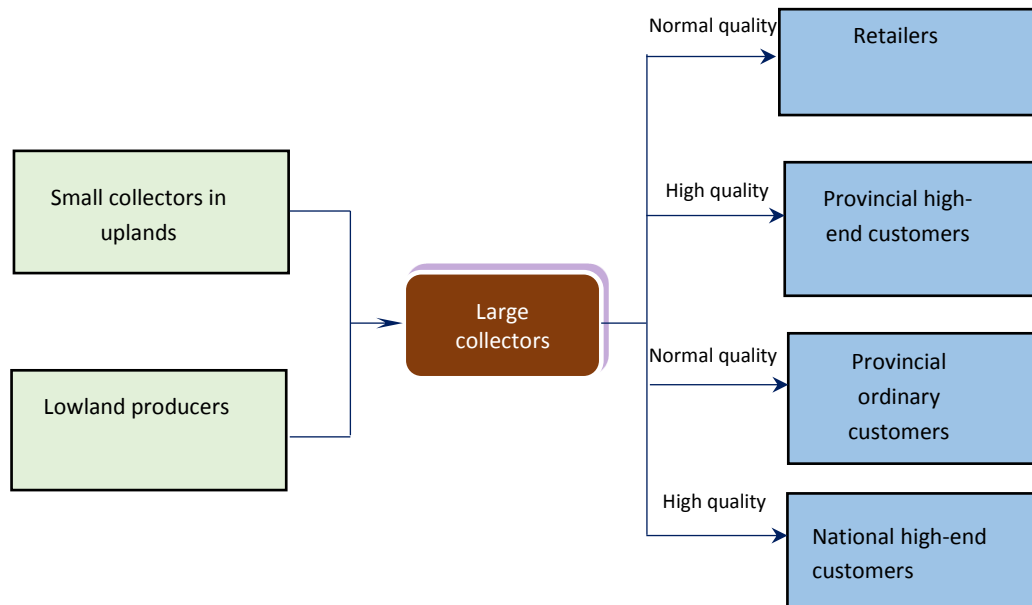 Small collectors in
uplands
Lowland producers
Large
collectors
Normal quality
Retailers
High quality
Provincial high-
end customers
Normal quality
Provincial
ordinary
customers
High quality
National high-end
customers